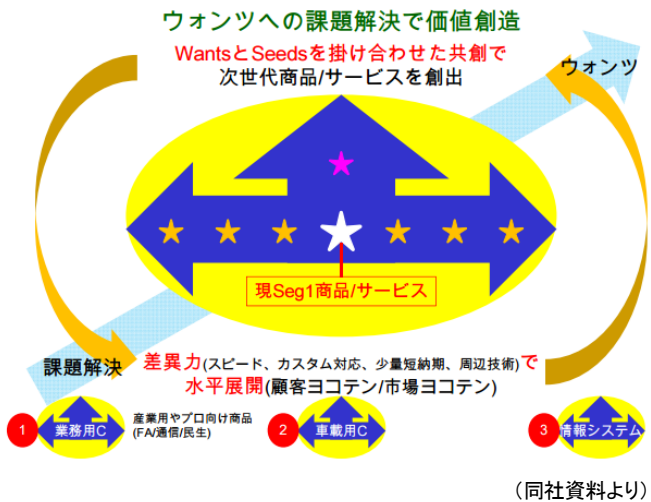 ウォンツへの課題解決で価値創造
WantsとSeedsを掛け合わせた共創で
次世代商品/サービスを創出
ウォンツ
現Seg1商品/サービス
課題解決
差異力(スピード、カスタム対応、少量短納期、周辺技術)で
水平展開(顧客ヨコテン/市場ヨコテン)
1
業務用C
産業用やプロ向け商品
(FA/通信/民生)
2
車載用C
3
情報システム
(同社資料より)